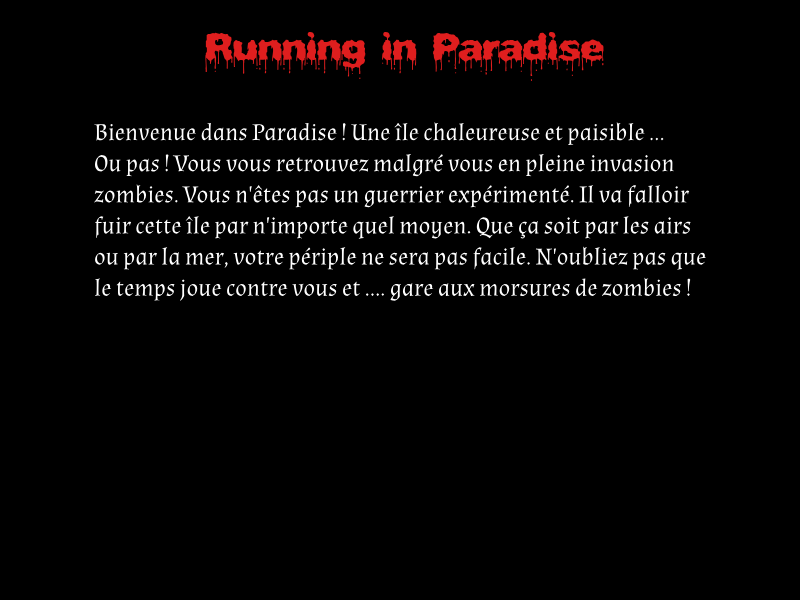 Running in Paradise
Bienvenue dans Paradise ! Une île chaleureuse et paisible ...
Ou pas ! Vous vous retrouvez malgré vous en pleine invasion
zombies. Vous n'êtes pas un guerrier expérimenté. Il va falloir
fuir cette île par n'importe quel moyen. Que ça soit par les airs
ou par la mer, votre périple ne sera pas facile. N'oubliez pas que
le temps joue contre vous et .... gare aux morsures de zombies !